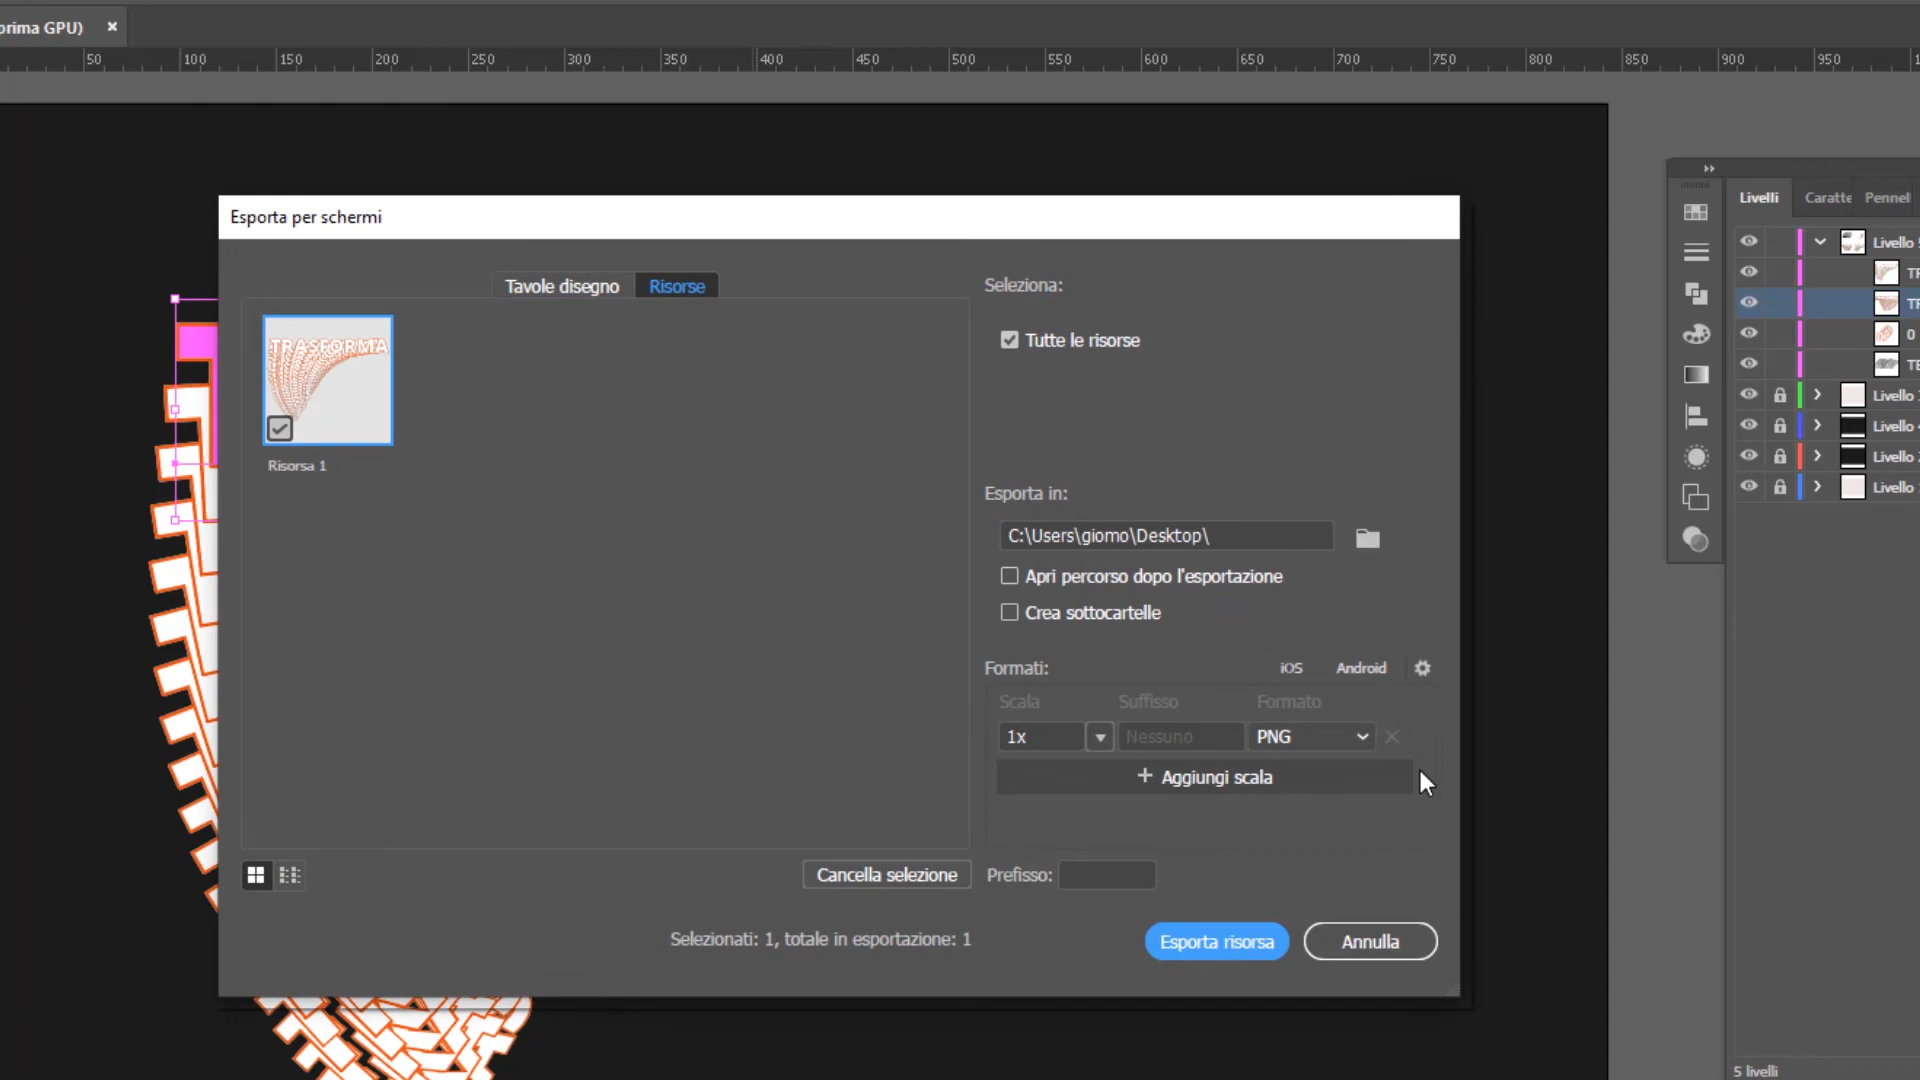 prima GPU) ×
50 100 150 200 250 300 350 400 450 500 550 600 650 700 750 800 850 900 950
Esporta per schermi
Tavole disegno Risorse
TRASFORMA
Risorsa 1
Seleziona:
Tutte le risorse
Esporta in:
C:\Users\giomo\Desktop\
Apri percorso dopo l'esportazione
Crea sottocartelle
Formati: iOS Android
Scala Suffisso Formato
1x Nessuno PNG
+ Aggiungi scala
Cancella selezione Prefisso:
Selezionati: 1, totale in esportazione: 1
Esporta risorsa Annulla
Livelli Caratte Pennel
Livello
0
Livello
Livello
Livello
Livello
5 livelli